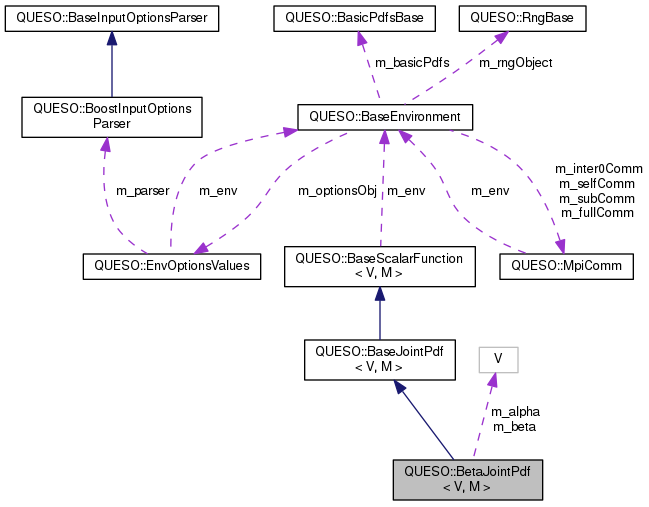 QUESO::BaseInputOptionsParser
QUESO::BasicPdfsBase
QUESO::RngBase
m_basicPdfs
m_rngObject
QUESO::BoostInputOptions
Parser
QUESO::BaseEnvironment
m_parser
m_env
m_optionsObj
m_env
m_env
m_inter0Comm
m_selfComm
m_subComm
m_fullComm
QUESO::EnvOptionsValues
QUESO::BaseScalarFunction
< V, M >
QUESO::MpiComm
QUESO::BaseJointPdf
< V, M >
V
m_alpha
m_beta
QUESO::BetaJointPdf
< V, M >